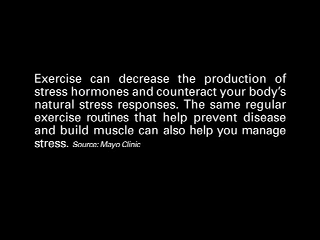 Exercise can decrease the production of
stress hormones and counteract your body's
natural stress responses. The same regular
exercise routines that help prevent disease
and build muscle can also help you manage
stress. Source: Mayo Clinic